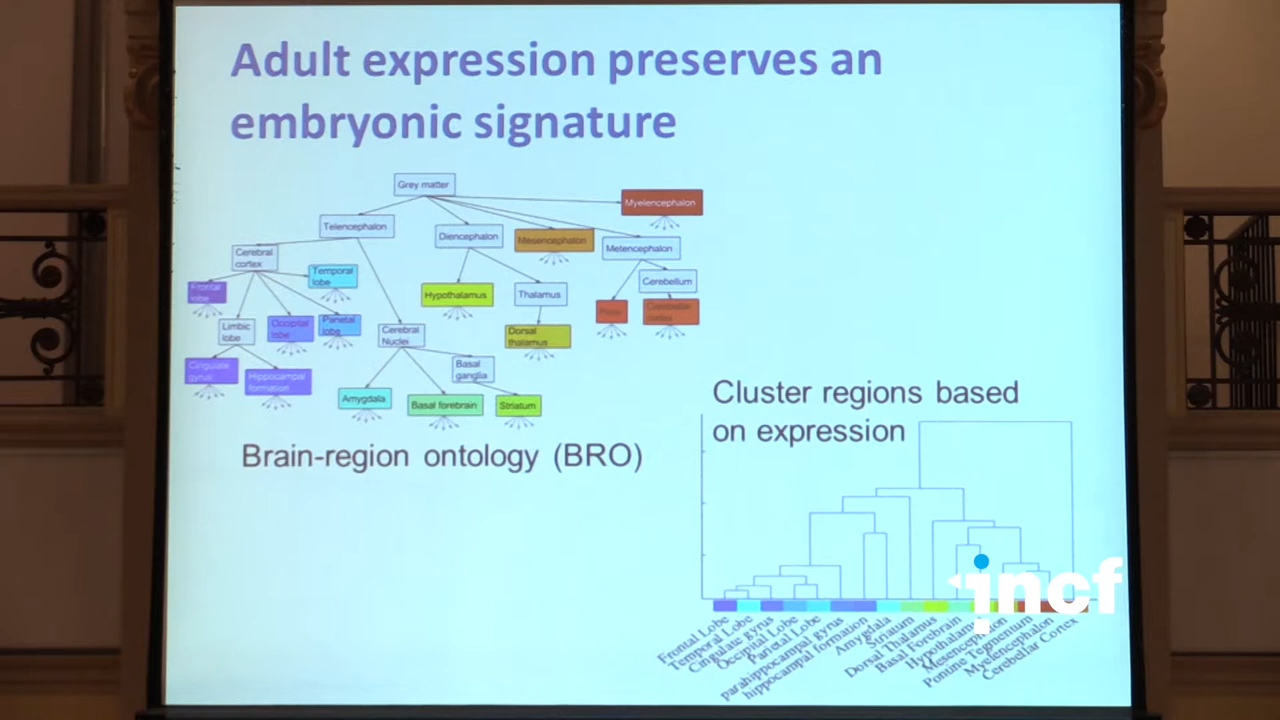 Adult expression preserves an
embryonic signature
Grey matter
Myelencephalon
Telencephalon
Diencephalon
Mesencephalon
Metencephalon
Cerebral
cortex
Temporal
lobe
Cerebellum
Frontal
lobe
Hypothalamus
Thalamus
Pons
Cerebellar
cortex
Limbic
lobe
Occipital
lobe
Parietal
lobe
Cerebral
Nuclei
Dorsal
thalamus
Cingulate
gyrus
Hippocampal
formation
Basal
ganglia
Amygdala
Basal forebrain
Striatum
Brain-region ontology (BRO)
Cluster regions based
on expression
Frontal Lobe
Temporal Lobe
Cingulate gyrus
Occipital Lobe
Parietal Lobe
parahippocampal gyrus
hippocampal formation
Amygdala
Striatum
Dorsal Thalamus
Basal Forebrain
Hypothalamus
Mesencephalon
Pontine Tegmentum
Myelencephalon
Cerebellar Cortex
incf